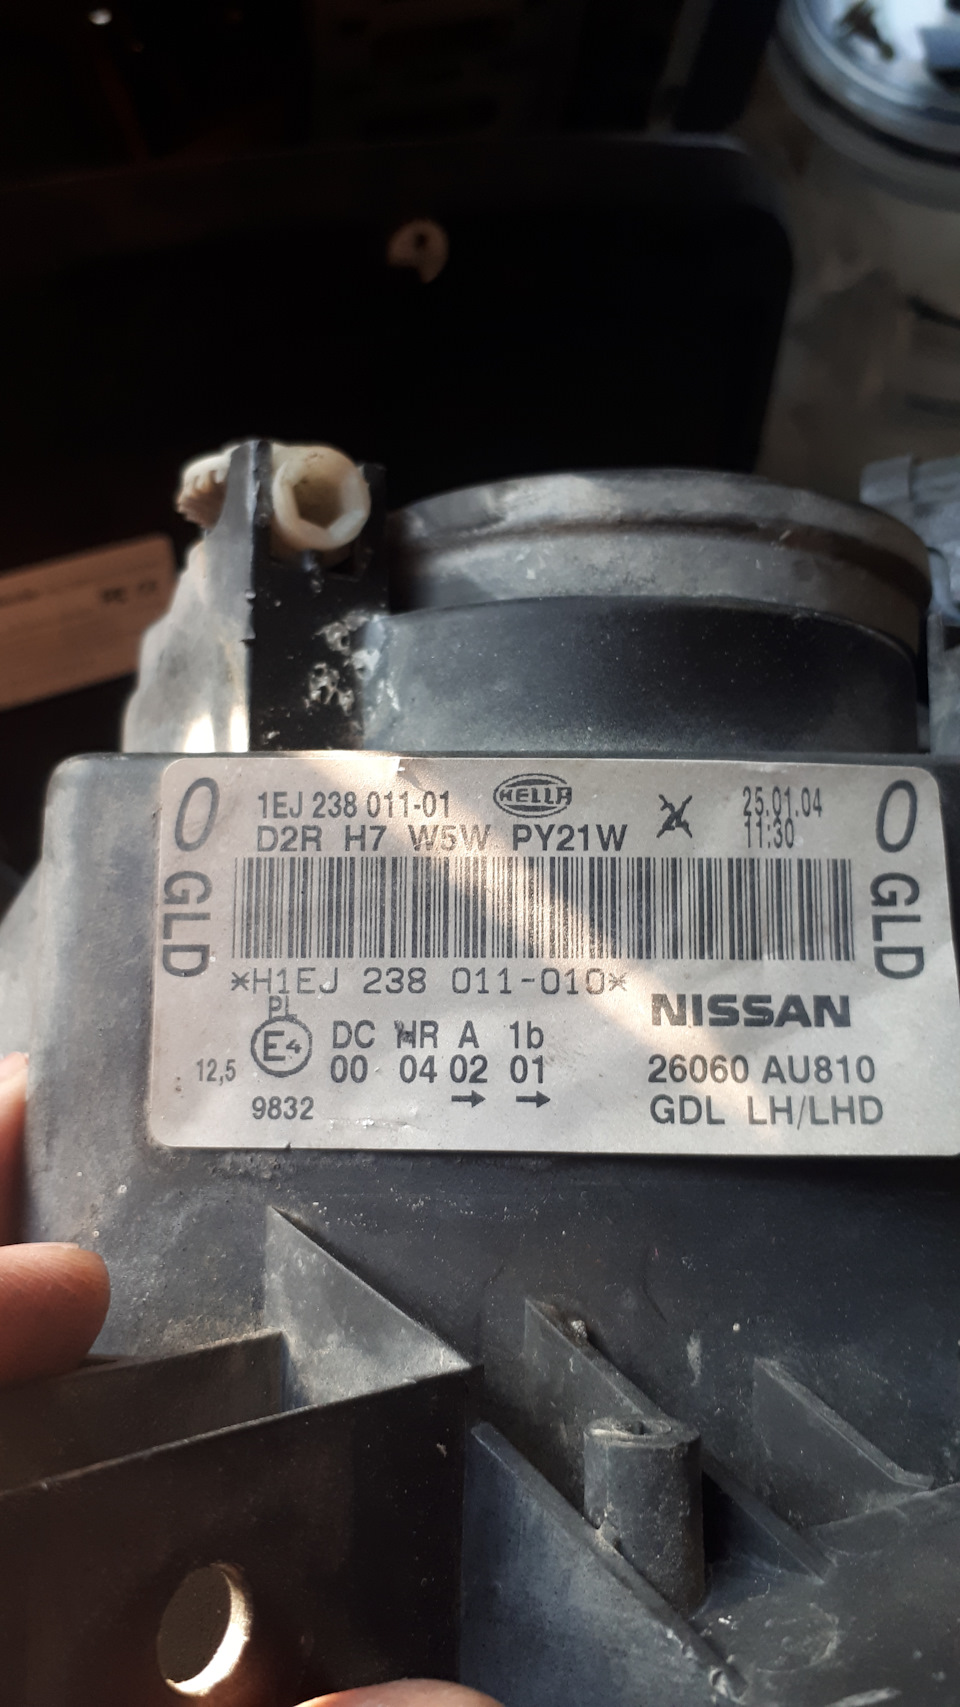 O
1EJ 238 011-01
HELLA
25.01.04
11:30
O
D2R H7 W5W PY21W
GLD
GLD
*H1EJ 238 011-010*
PL
NISSAN
E4
DC HR A 1b
12,5
00 04 02 01
26060 AU810
→ →
9832
GDL LH/LHD